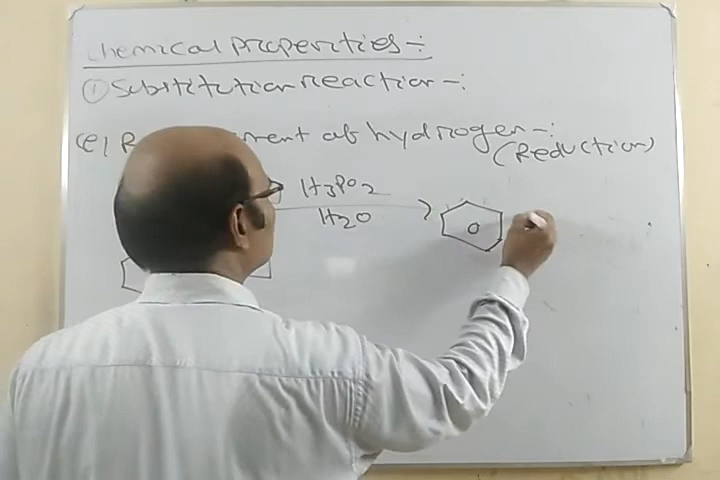 Chemical Properties -:
① Substitution reaction -:
(e) R ment of hydrogen -:
(Reduction)
H3PO2
H2O